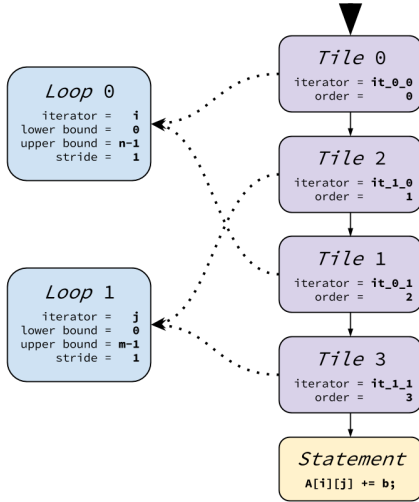 Tile 0
iterator = it_0_0
order = 0
Loop 0
iterator = i
lower bound = 0
upper bound = n-1
stride = 1
Tile 2
iterator = it_1_0
order = 1
Tile 1
iterator = it_0_1
order = 2
Loop 1
iterator = j
lower bound = 0
upper bound = m-1
stride = 1
Tile 3
iterator = it_1_1
order = 3
Statement
A[i][j] += b;